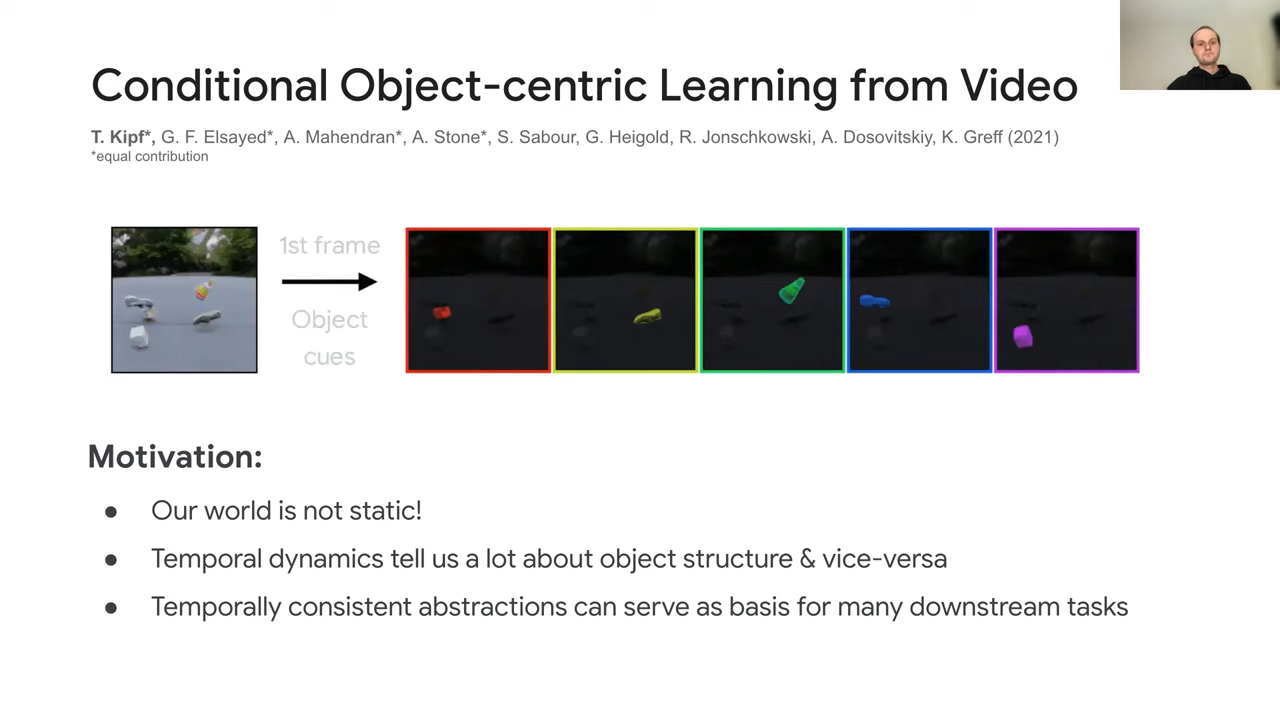 Conditional Object-centric Learning from Video
T. Kipf*, G. F. Elsayed*, A. Mahendran*, A. Stone*, S. Sabour, G. Heigold, R. Jonschkowski, A. Dosovitskiy, K. Greff (2021)
*equal contribution
1st frame
Object
cues
Motivation:
● Our world is not static!
● Temporal dynamics tell us a lot about object structure & vice-versa
● Temporally consistent abstractions can serve as basis for many downstream tasks